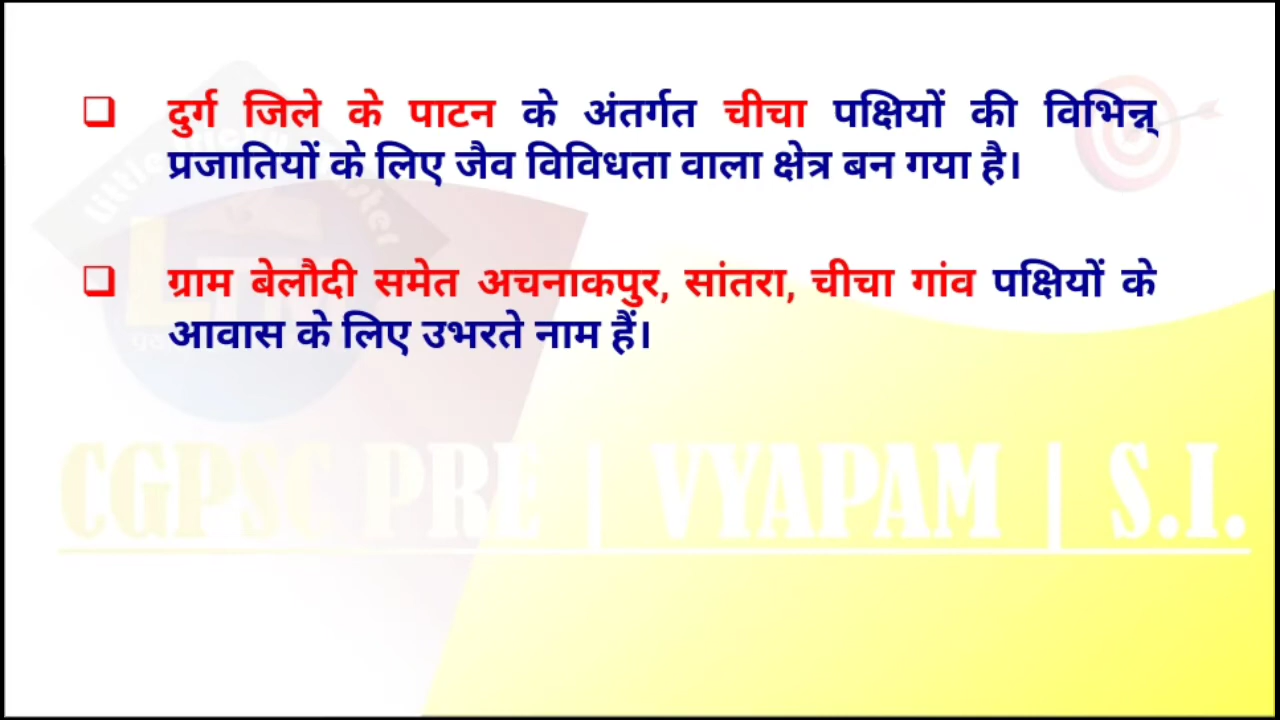 ❑ दुर्ग जिले के पाटन के अंतर्गत चीचा पक्षियों की विभिन्न्
प्रजातियों के लिए जैव विविधता वाला क्षेत्र बन गया है।
❑ ग्राम बेलौदी समेत अचनाकपुर, सांतरा, चीचा गांव पक्षियों के
आवास के लिए उभरते नाम हैं।
CGPSC PRE | VYAPAM | S.I.